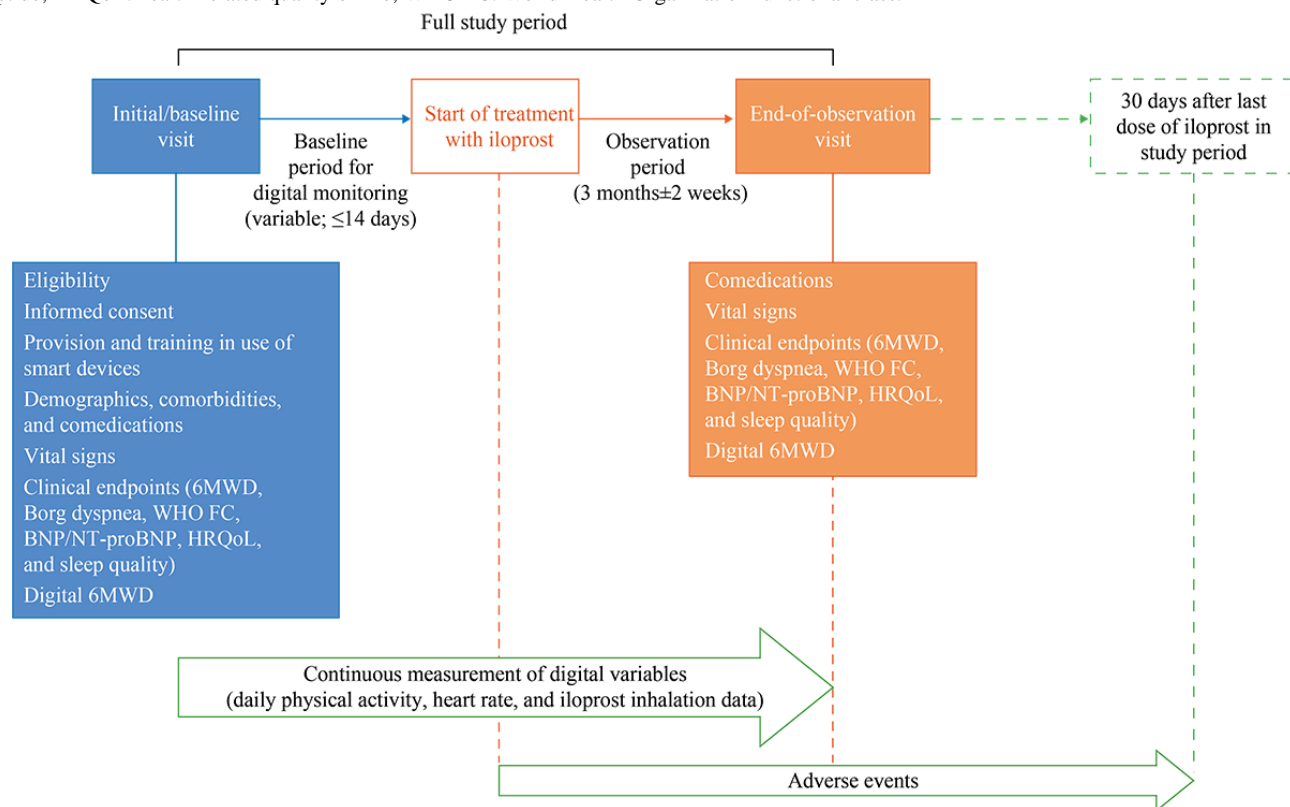 Full study period
Initial/baseline
visit
Baseline
period for
digital monitoring
(variable; ≤14 days)
Start of treatment
with iloprost
Observation
period
(3 months±2 weeks)
End-of-observation
visit
30 days after last
dose of iloprost in
study period
Eligibility
Informed consent
Provision and training in use of
smart devices
Demographics, comorbidities,
and comedications
Vital signs
Clinical endpoints (6MWD,
Borg dyspnea, WHO FC,
BNP/NT-proBNP, HRQoL,
and sleep quality)
Digital 6MWD
Comedications
Vital signs
Clinical endpoints (6MWD,
Borg dyspnea, WHO FC,
BNP/NT-proBNP, HRQoL,
and sleep quality)
Digital 6MWD
Continuous measurement of digital variables
(daily physical activity, heart rate, and iloprost inhalation data)
Adverse events